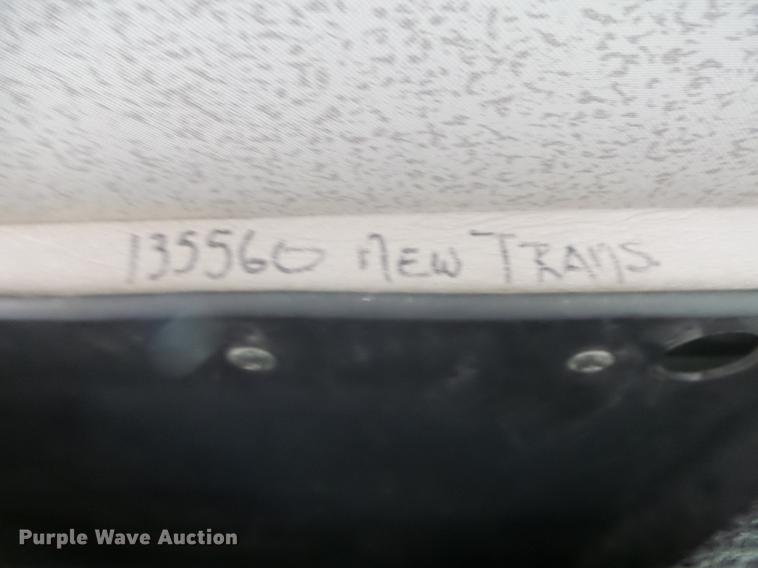 135560 NEW TRANS.
Purple Wave Auction